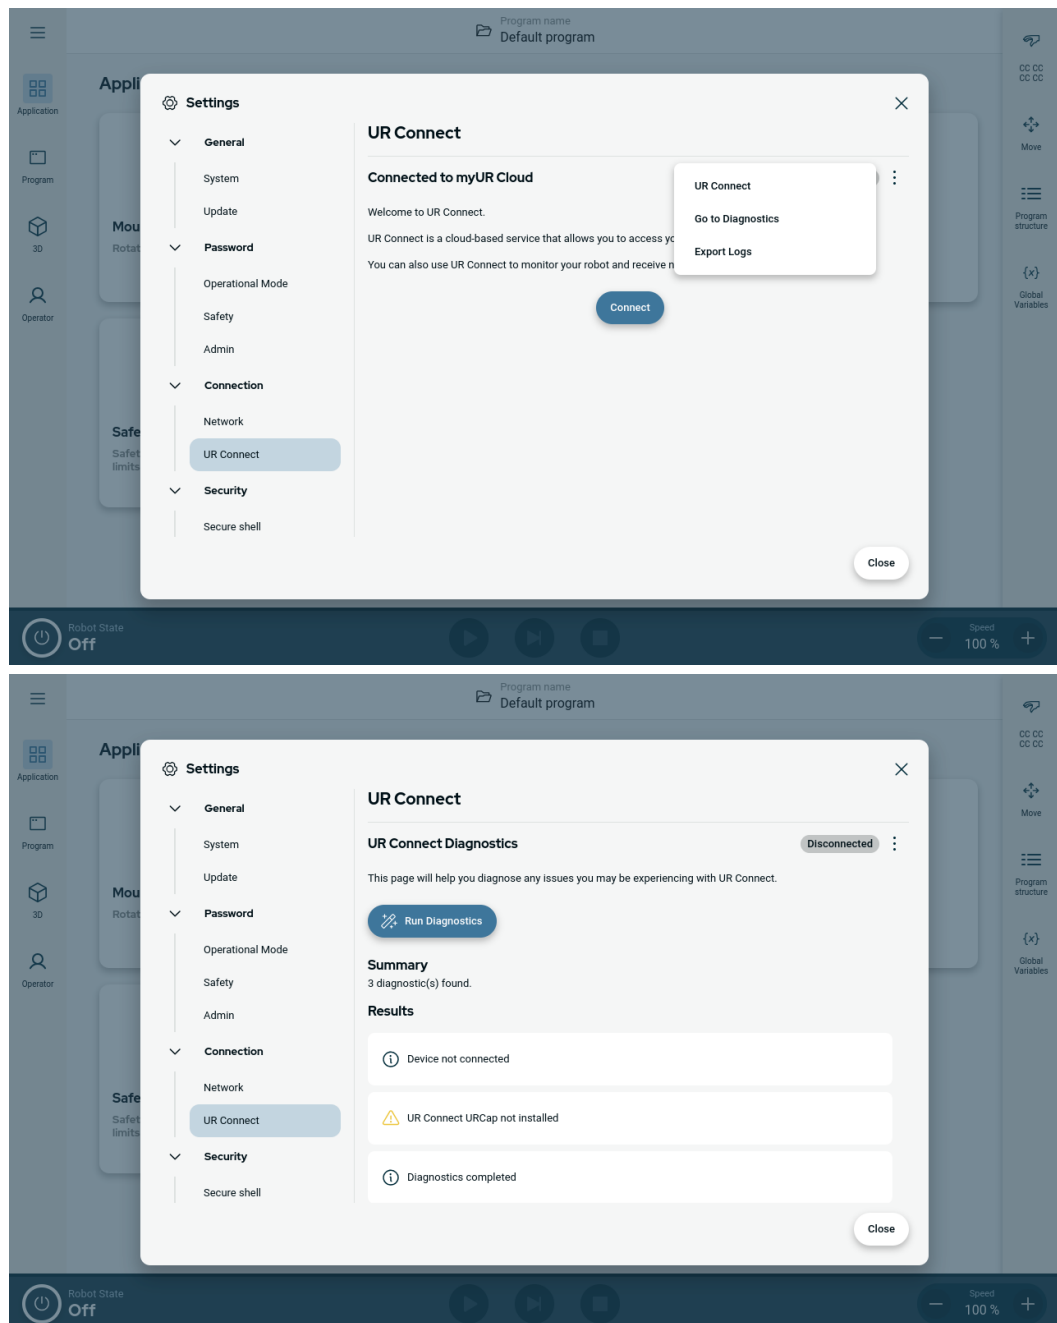 Program name
Default program
Application
Program
3D
Operator
Appli
Mou
Rotat
Safe
Safet
limits
Settings
General
System
Update
Password
Operational Mode
Safety
Admin
Connection
Network
UR Connect
Security
Secure shell
UR Connect
Connected to myUR Cloud
Welcome to UR Connect.
UR Connect is a cloud-based service that allows you to access yo
You can also use UR Connect to monitor your robot and receive n
Connect
UR Connect
Go to Diagnostics
Export Logs
Close
CC CC
CC CC
Move
Program
structure
{x}
Global
Variables
Robot State
Off
Speed
100 %
Program name
Default program
Application
Program
3D
Operator
Appli
Mou
Rotat
Safe
Safet
limits
Settings
General
System
Update
Password
Operational Mode
Safety
Admin
Connection
Network
UR Connect
Security
Secure shell
UR Connect
UR Connect Diagnostics
Disconnected
This page will help you diagnose any issues you may be experiencing with UR Connect.
Run Diagnostics
Summary
3 diagnostic(s) found.
Results
Device not connected
UR Connect URCap not installed
Diagnostics completed
Close
CC CC
CC CC
Move
Program
structure
{x}
Global
Variables
Robot State
Off
Speed
100 %